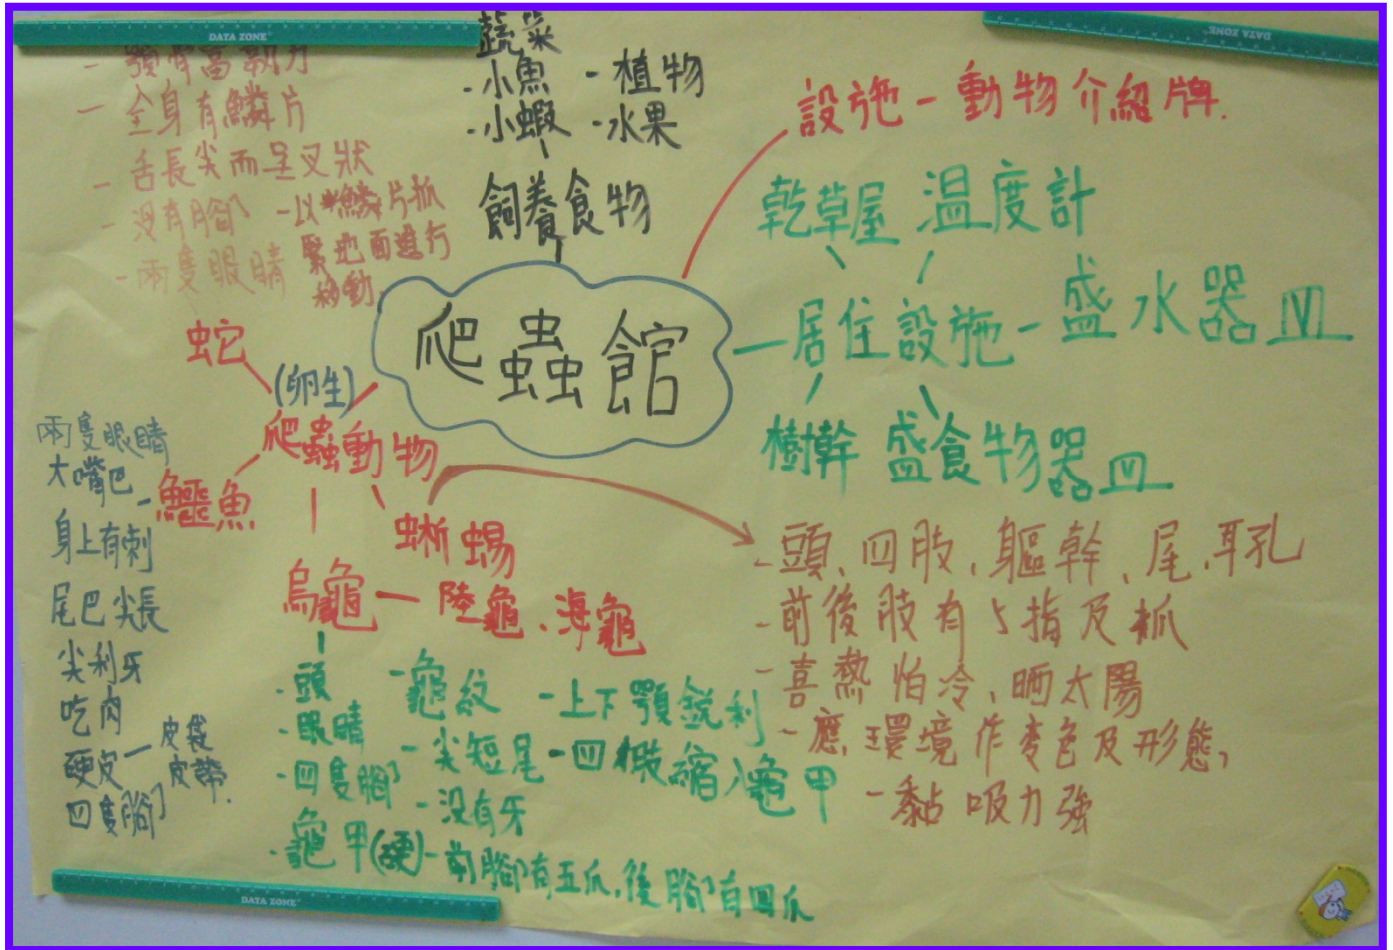 DATA ZONE
DATA ZONE
顎骨富韌力
- 全身有鱗片
- 舌長尖而呈叉狀
- 沒有腳
- 以鱗片抓
緊地面進行
移動
- 兩隻眼睛
蔬菜
·小魚 - 植物
·小蝦 - 水果
飼養食物
設施 - 動物介紹牌.
乾草屋 溫度計
居住設施 - 盛水器皿
樹幹 盛食物器皿
爬蟲館
蛇
(卵生)
爬蟲動物
鱷魚
蜥蜴
烏龜 - 陸龜、海龜
兩隻眼睛
大嘴巴
身上有刺
尾巴尖長
尖利牙
吃肉
硬皮 - 皮袋
皮帶.
四隻腳
·頭 - 龜紋 - 上下顎鋭利
·眼睛 - 尖短尾 - 四肢縮入龜甲
·四隻腳 - 沒有牙
·龜甲(硬) - 前腳有五爪,後腳有四爪
- 頭、四肢、軀幹、尾、耳孔
- 前後肢有5指及
- 喜熱怕冷、晒太陽
- 應環境作变色及形態,
- 黏吸力強
DATA ZONE